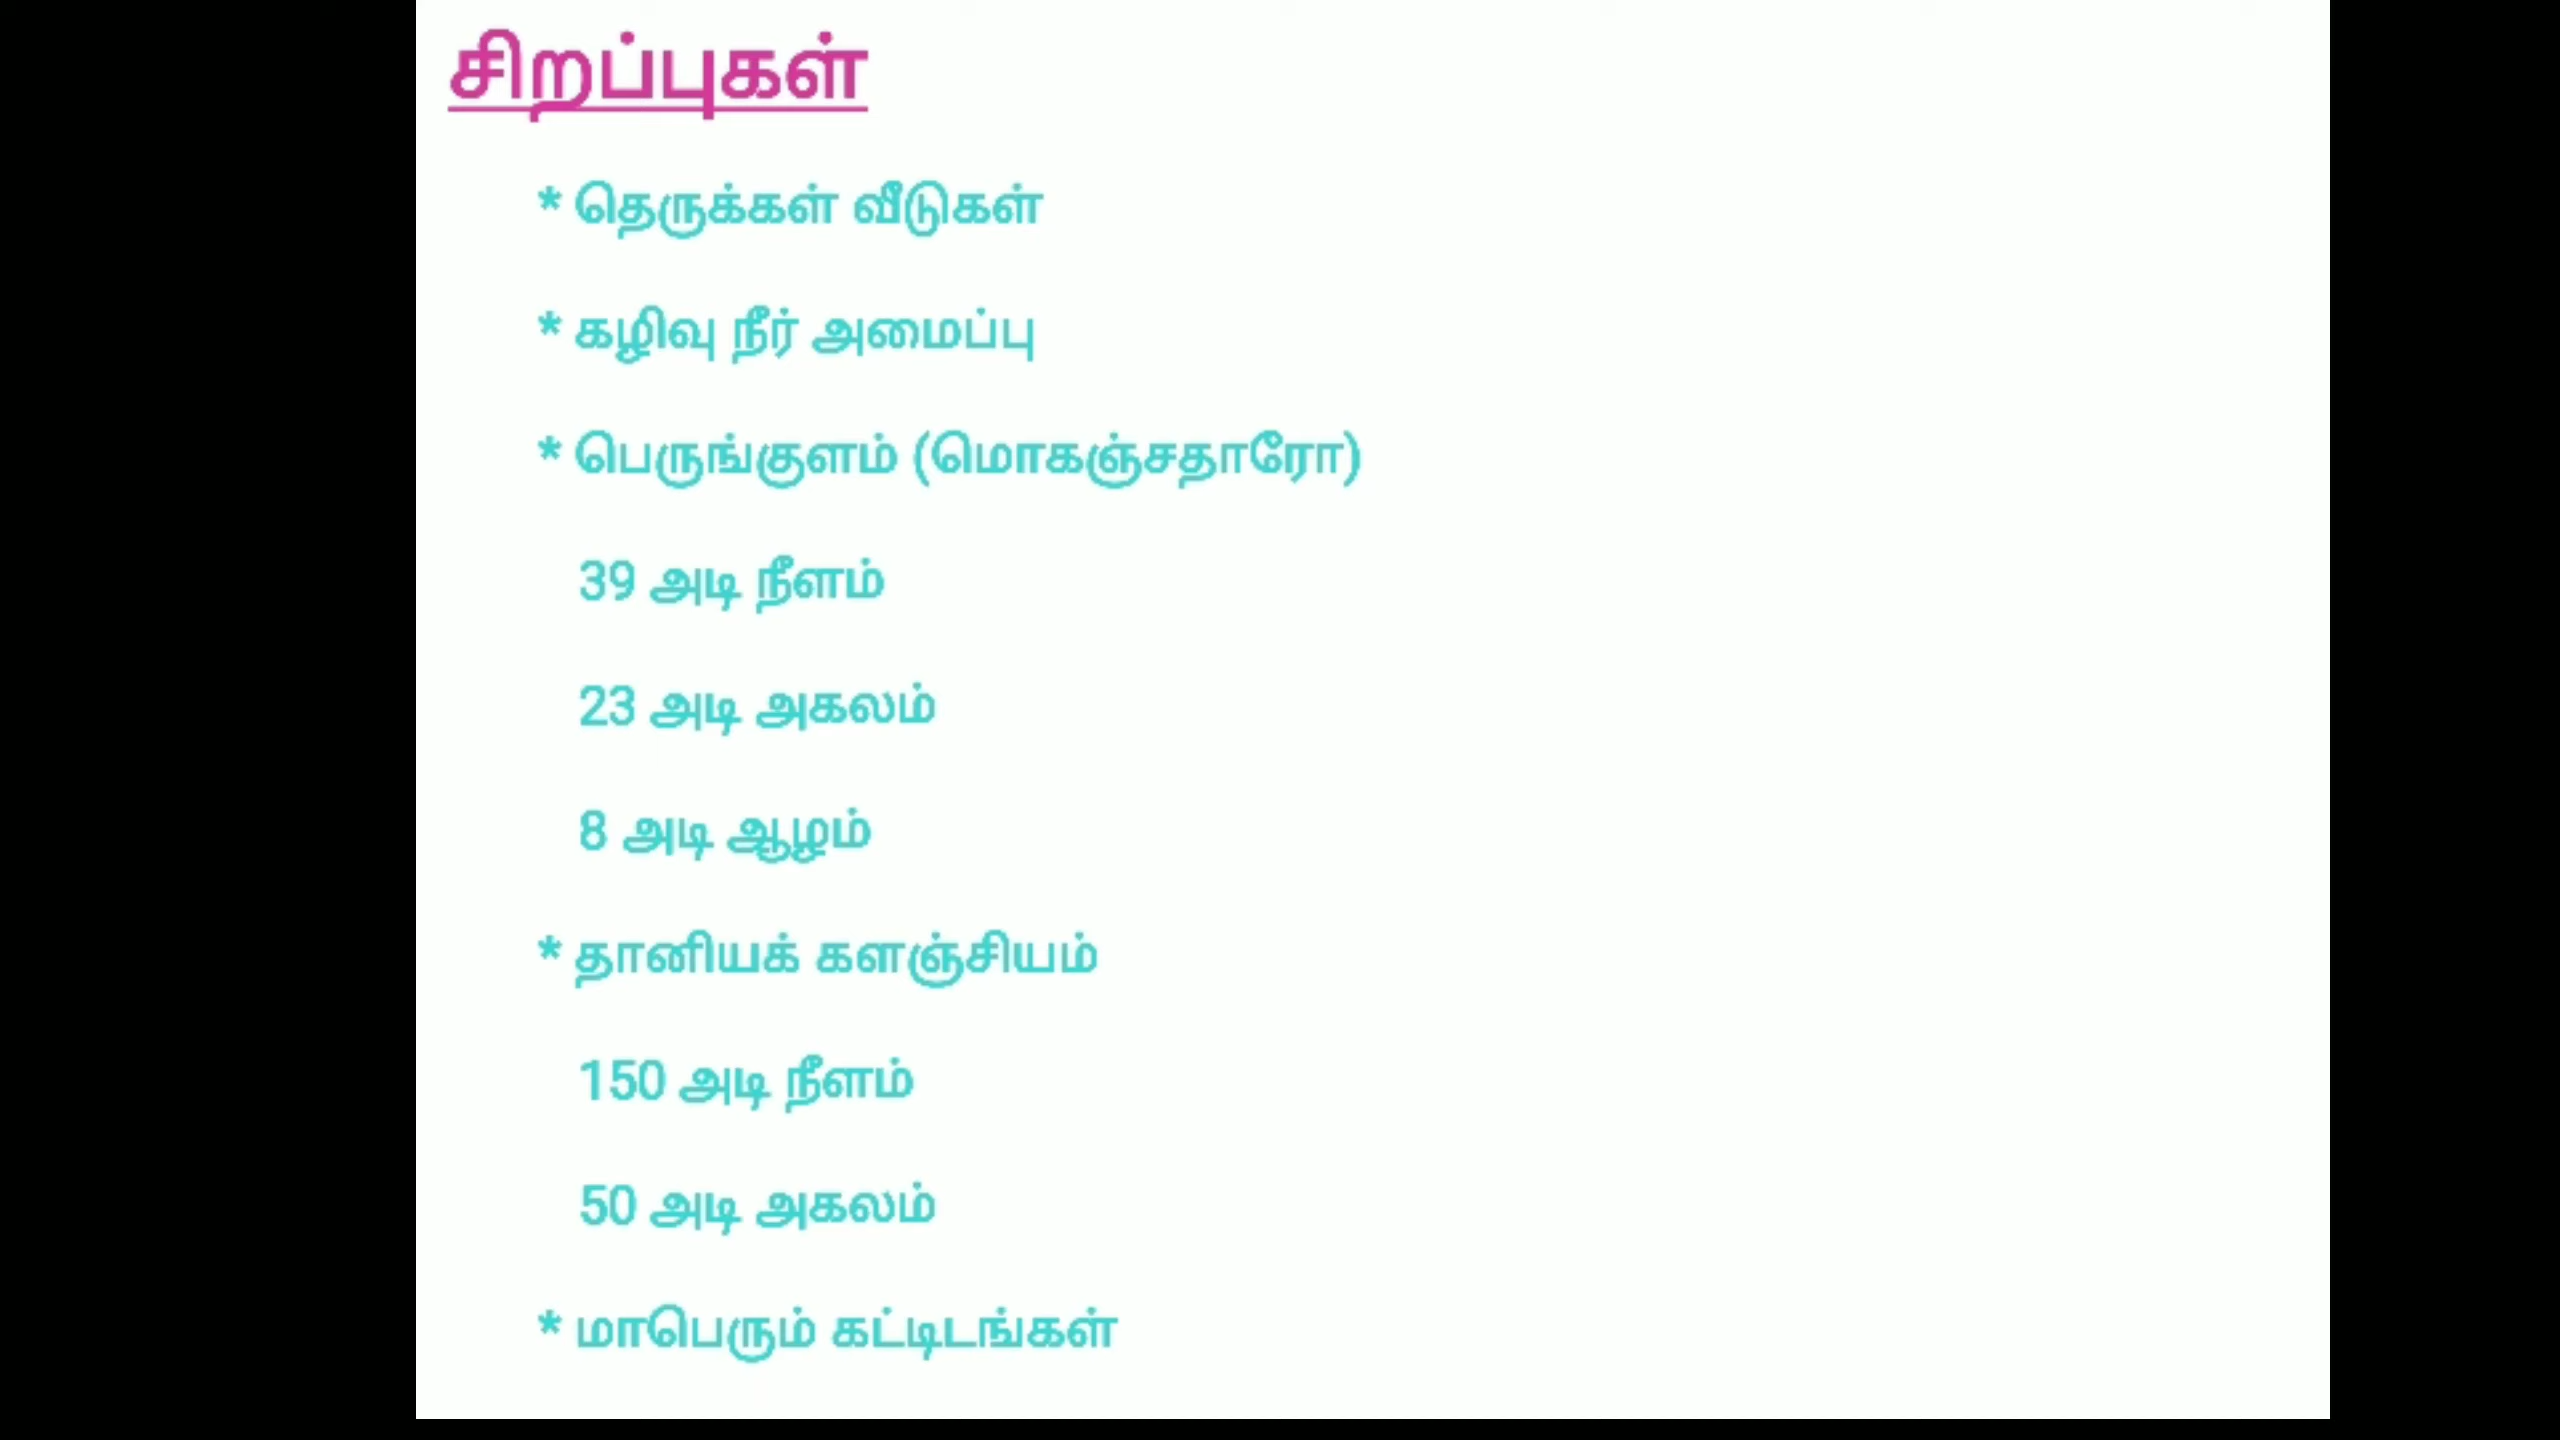 சிறப்புகள்
* தெருக்கள் வீடுகள்
* கழிவு நீர் அமைப்பு
* பெருங்குளம் (மொகஞ்சதாரோ)
39 அடி நீளம்
23 அடி அகலம்
8 அடி ஆழம்
* தானியக் களஞ்சியம்
150 அடி நீளம்
50 அடி அகலம்
* மாபெரும் கட்டிடங்கள்